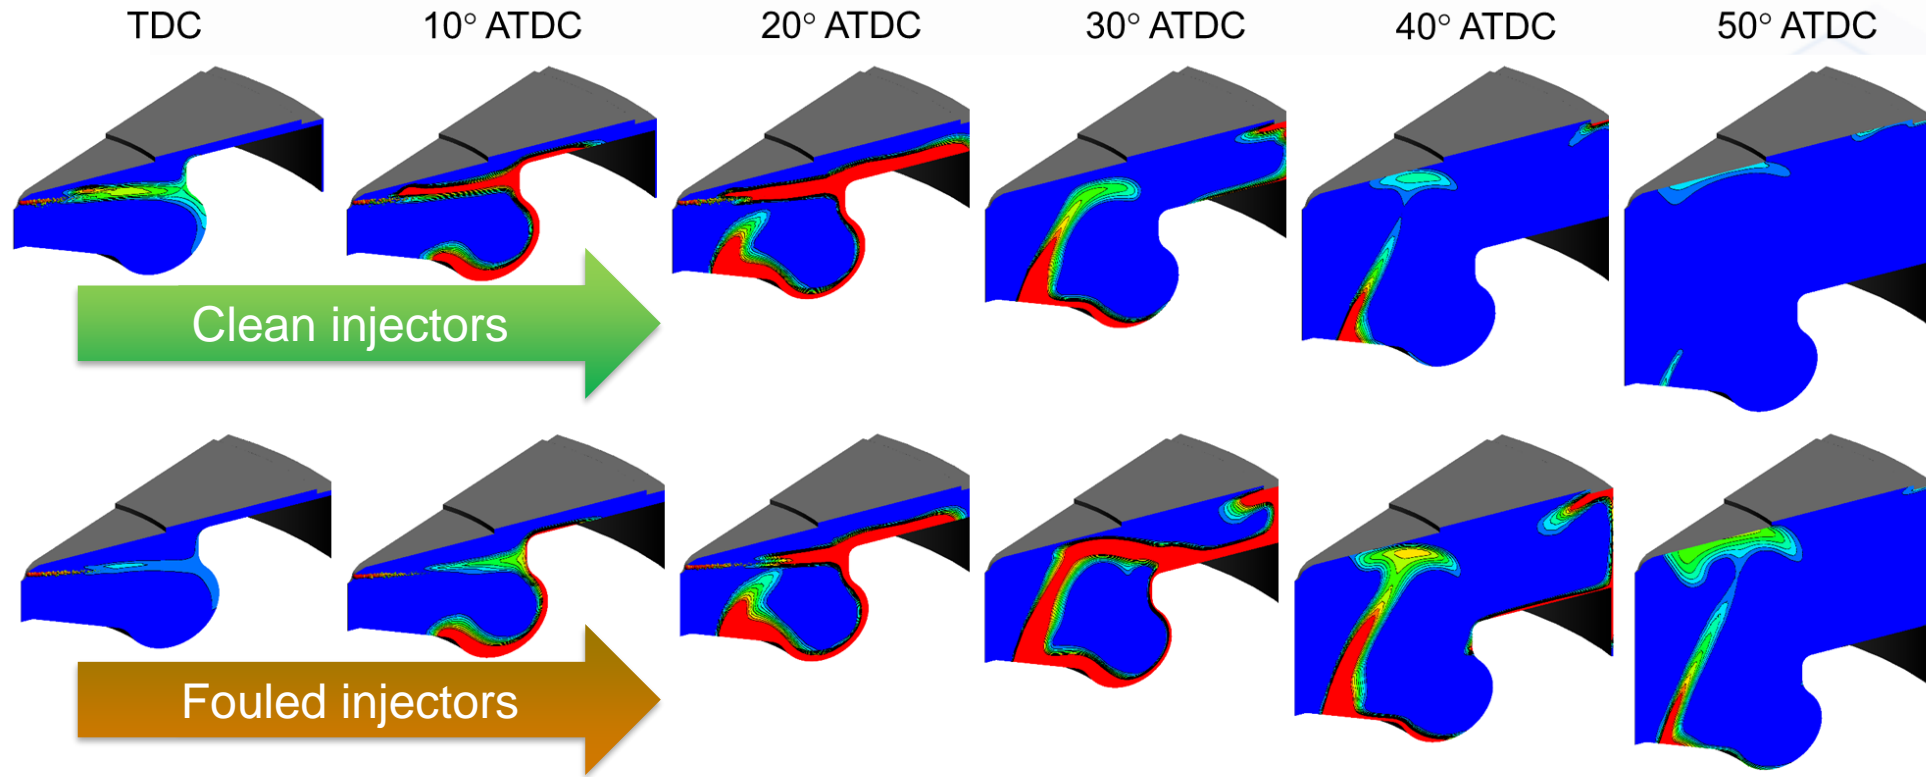 TDC
10° ATDC
20° ATDC
30° ATDC
40° ATDC
50° ATDC
Clean injectors
Fouled injectors